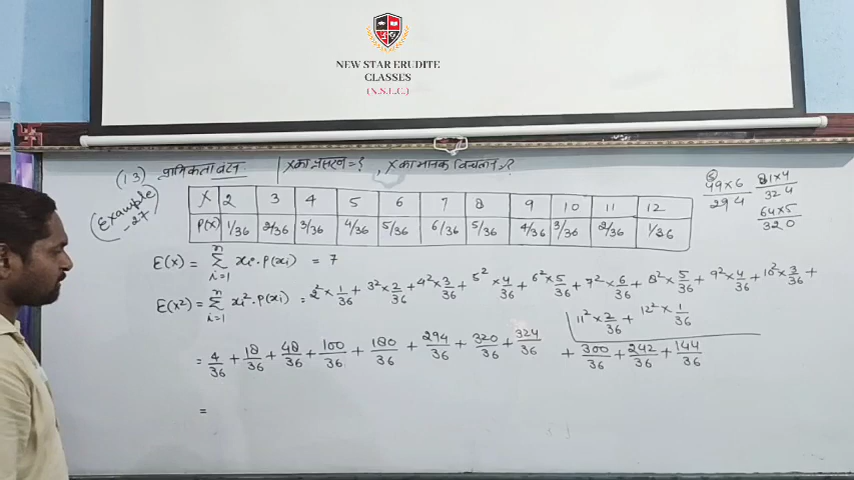 NEW STAR ERUDITE
CLASSES
(N.S.E.C.)
(13) प्रायिकता बंटन | X का प्रसरण = ?, X का मानक विचलन = ?
(Example -27)
X 2 3 4 5 6 7 8 9 10 11 12
P(X) 1/36 2/36 3/36 4/36 5/36 6/36 5/36 4/36 3/36 2/36 1/36
49×6
294
81×4
324
64×5
320
E(X) = Σ_{i=1}^{n} xi·P(xi) = 7
E(X²) = Σ_{i=1}^{n} xi²·P(xi) = 2²×1/36 + 3²×2/36 + 4²×3/36 + 5²×4/36 + 6²×5/36 + 7²×6/36 + 8²×5/36 + 9²×4/36 + 10²×3/36 +
11²×2/36 + 12²×1/36
= 4/36 + 18/36 + 48/36 + 100/36 + 180/36 + 294/36 + 320/36 + 324/36 + 300/36 + 242/36 + 144/36
=